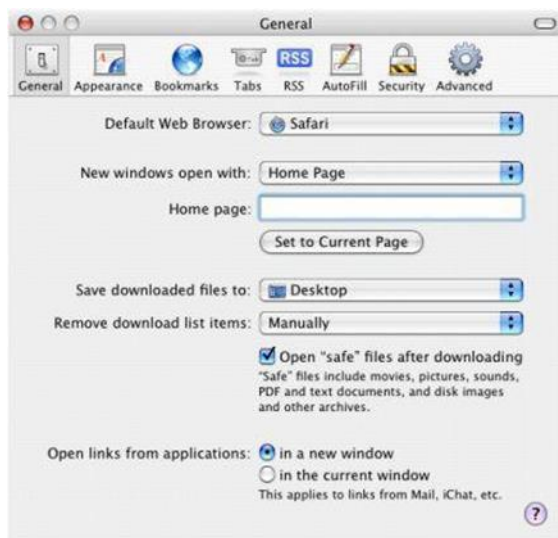 General
General Appearance Bookmarks Tabs RSS AutoFill Security Advanced
Default Web Browser: Safari
New windows open with: Home Page
Home page:
Set to Current Page
Save downloaded files to: Desktop
Remove download list items: Manually
Open "safe" files after downloading
"Safe" files include movies, pictures, sounds,
PDF and text documents, and disk images
and other archives.
Open links from applications: in a new window
in the current window
This applies to links from Mail, iChat, etc.
?